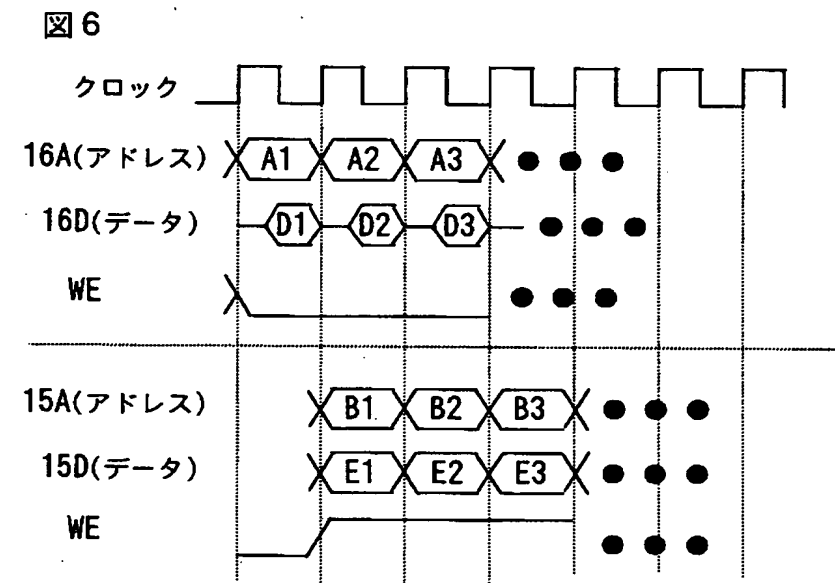 図6
クロック
16A(アドレス) A1 A2 A3
16D(データ) D1 D2 D3
WE
15A(アドレス) B1 B2 B3
15D(データ) E1 E2 E3
WE